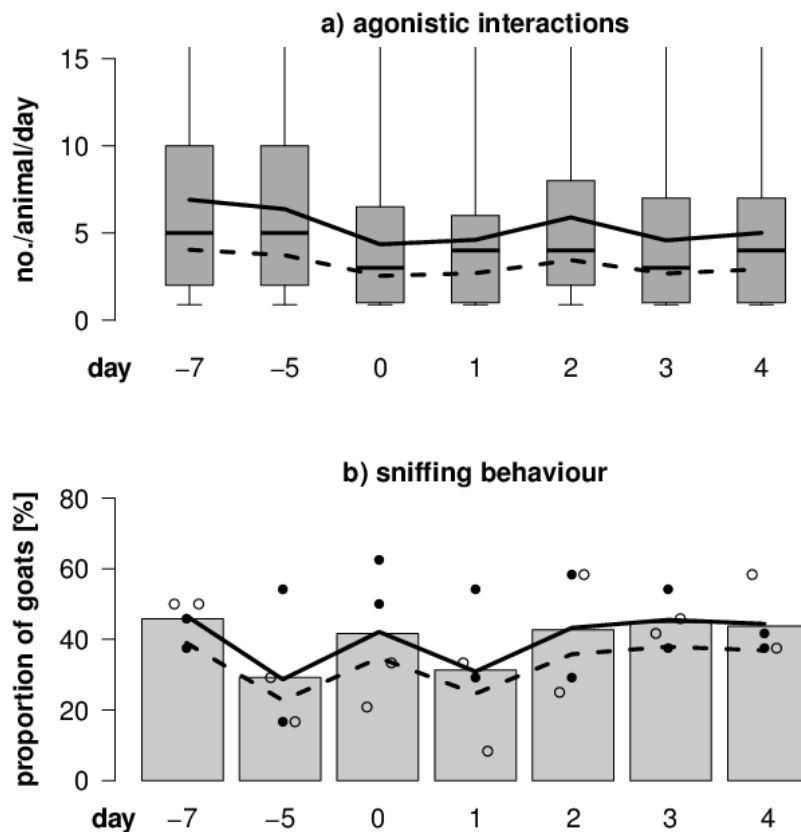 a) agonistic interactions
no./animal/day
15
10
5
0
day −7 −5 0 1 2 3 4
b) sniffing behaviour
proportion of goats [%]
80
60
40
20
0
day −7 −5 0 1 2 3 4